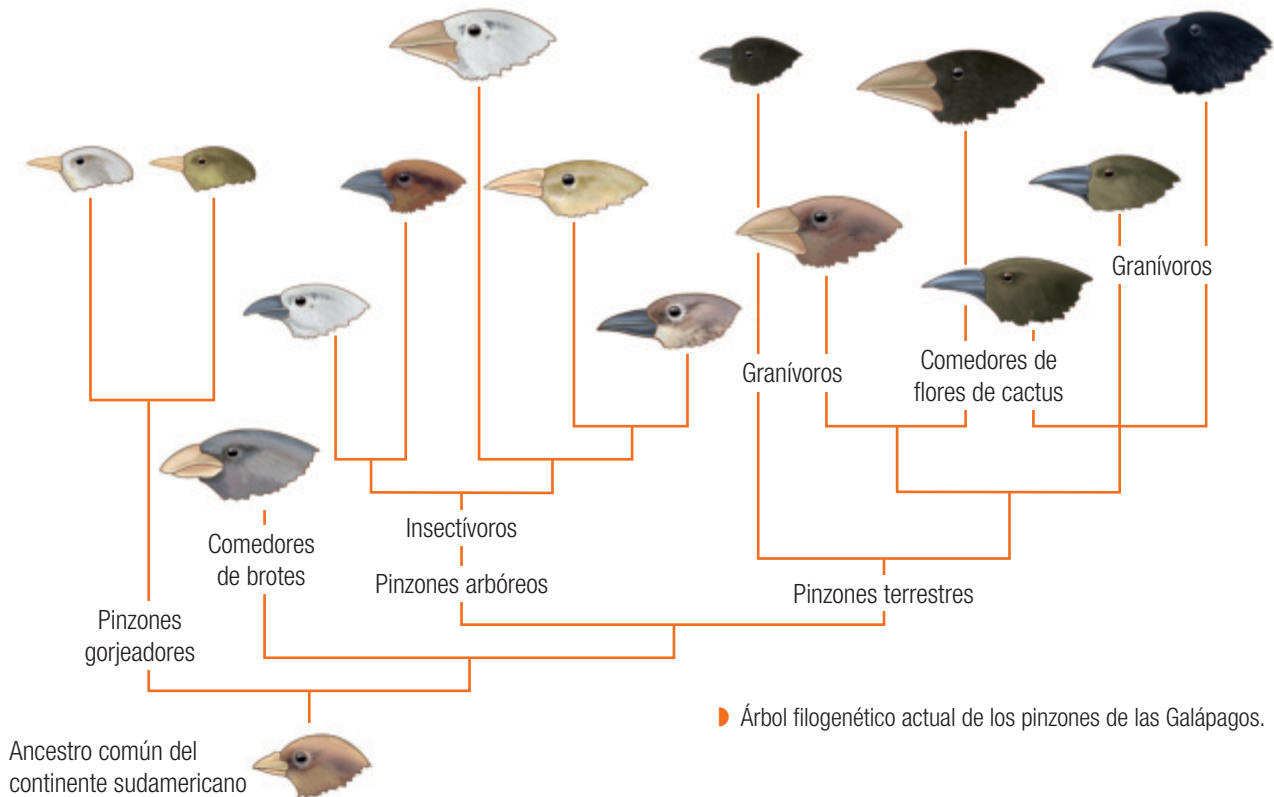 Granívoros
Granívoros
Comedores de
flores de cactus
Insectívoros
Comedores
de brotes
Pinzones arbóreos
Pinzones terrestres
Pinzones
gorjeadores
Árbol filogenético actual de los pinzones de las Galápagos.
Ancestro común del
continente sudamericano